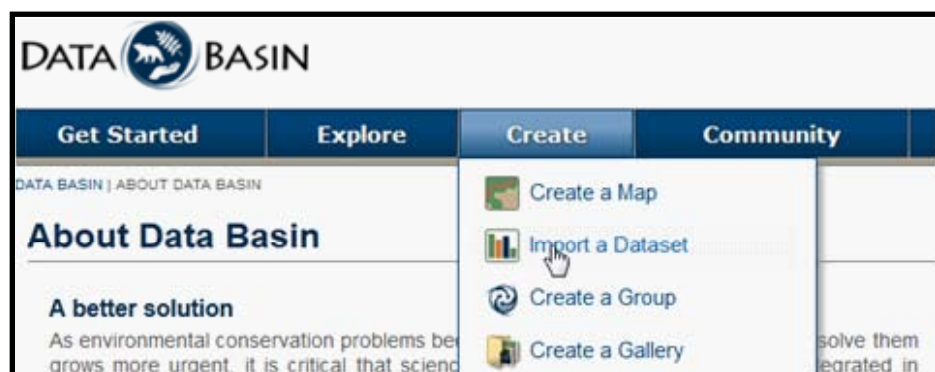 DATA BASIN
Get Started Explore Create Community
DATA BASIN | ABOUT DATA BASIN
Create a Map
About Data Basin
Import a Dataset
A better solution
Create a Group
As environmental conservation problems be solve them
Create a Gallery
grows more urgent, it is critical that scienc egrated in